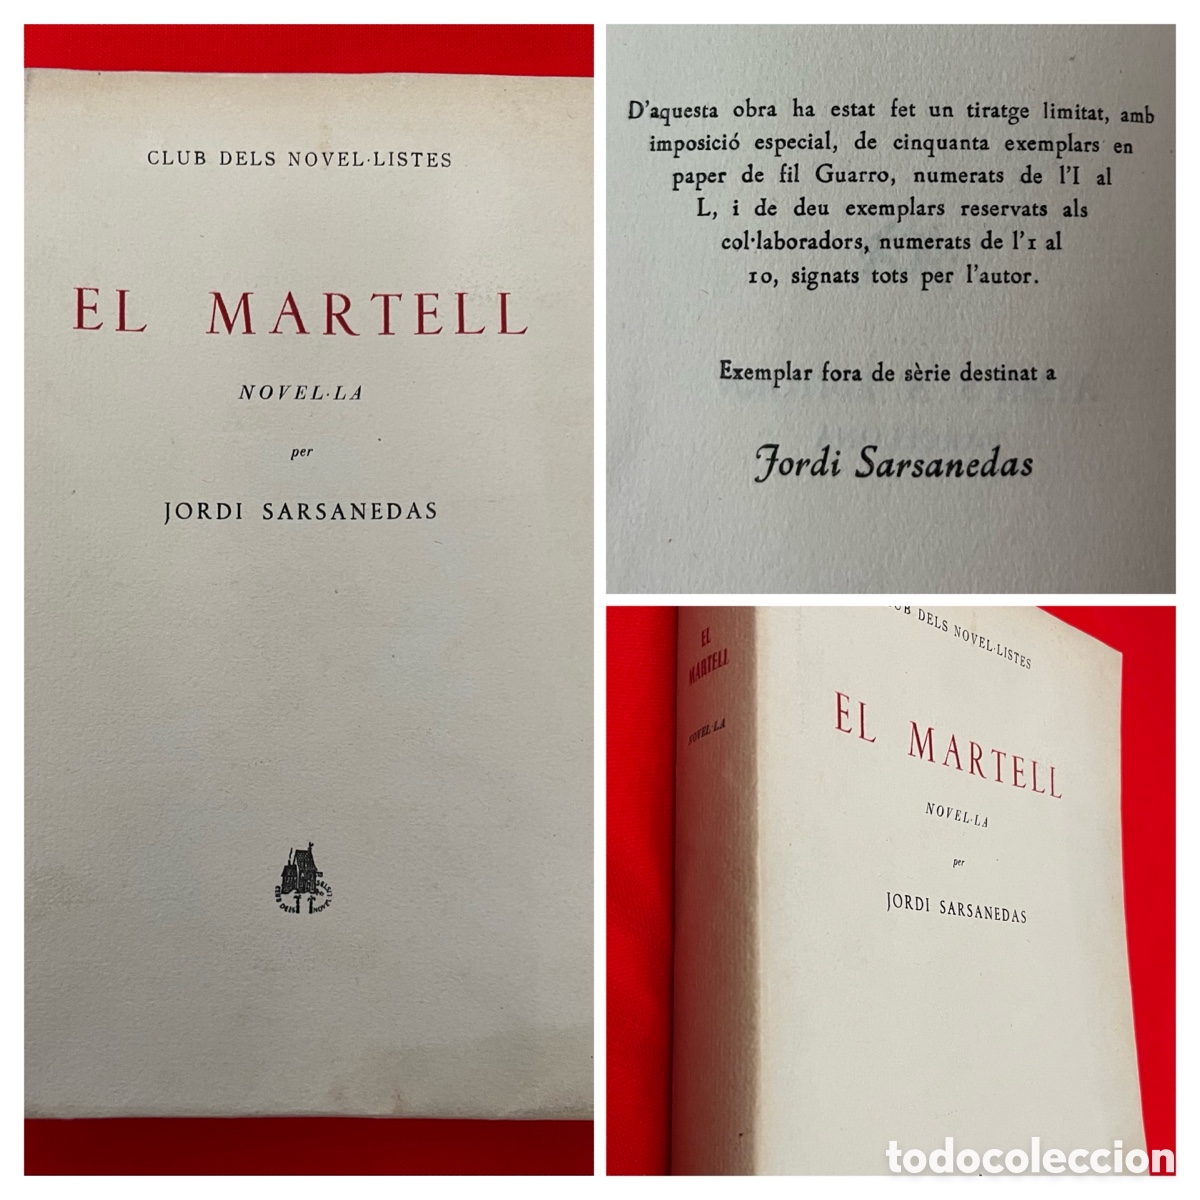 CLUB DELS NOVEL·LISTES
EL MARTELL
NOVEL·LA
per
JORDI SARSANEDAS
D'aquesta obra ha estat fet un tiratge limitat, amb
imposició especial, de cinquanta exemplars en
paper de fil Guarro, numerats de l'I al
L, i de deu exemplars reservats als
col·laboradors, numerats de l'1 al
10, signats tots per l'autor.
Exemplar fora de sèrie destinat a
Jordi Sarsanedas
EL
MARTELL
NOVEL·LA
DELS NOVEL·LISTES
EL MARTELL
NOVEL·LA
per
JORDI SARSANEDAS
todocoleccion